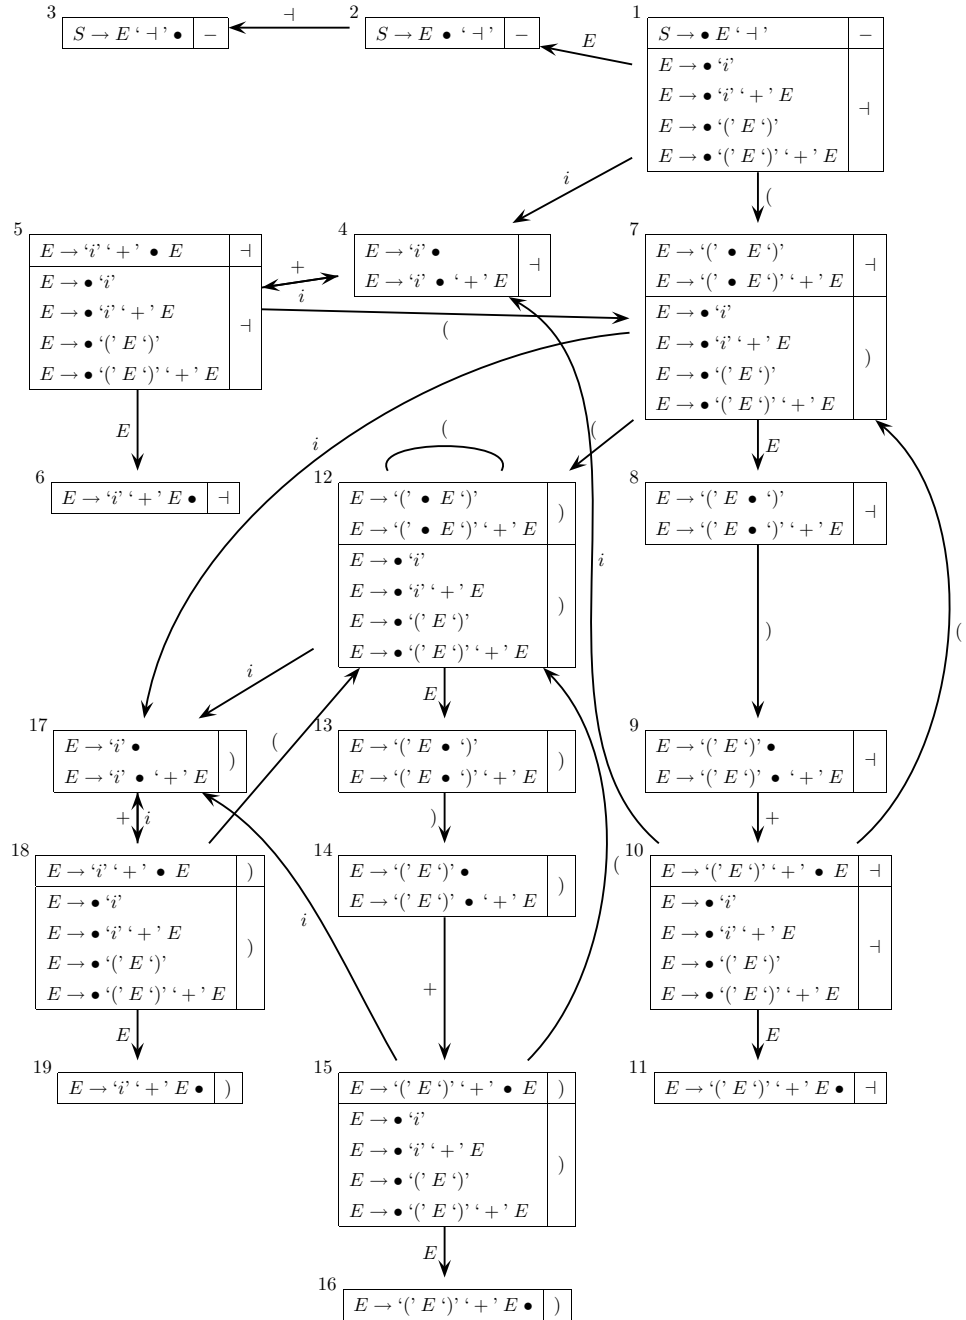 3
S → E ‘ ⊣ ’ • –
⊣
2
S → E • ‘ ⊣ ’ –
E
1
S → • E ‘ ⊣ ’ –
E → • ‘i’
E → • ‘i’ ‘ + ’ E
⊣
E → • ‘(’ E ‘)’
E → • ‘(’ E ‘)’ ‘ + ’ E
i
(
5
E → ‘i’ ‘ + ’ • E ⊣
E → • ‘i’
E → • ‘i’ ‘ + ’ E
⊣
E → • ‘(’ E ‘)’
E → • ‘(’ E ‘)’ ‘ + ’ E
+
i
4
E → ‘i’ •
⊣
E → ‘i’ • ‘ + ’ E
(
7
E → ‘(’ • E ‘)’
⊣
E → ‘(’ • E ‘)’ ‘ + ’ E
E → • ‘i’
E → • ‘i’ ‘ + ’ E
)
E → • ‘(’ E ‘)’
E → • ‘(’ E ‘)’ ‘ + ’ E
E
i
(
(
E
6
E → ‘i’ ‘ + ’ E • ⊣
12
E → ‘(’ • E ‘)’
)
E → ‘(’ • E ‘)’ ‘ + ’ E
E → • ‘i’
E → • ‘i’ ‘ + ’ E
)
E → • ‘(’ E ‘)’
E → • ‘(’ E ‘)’ ‘ + ’ E
8
E → ‘(’ E • ‘)’
⊣
E → ‘(’ E • ‘)’ ‘ + ’ E
i
)
(
i
E
17
E → ‘i’ •
)
E → ‘i’ • ‘ + ’ E
(
13
E → ‘(’ E • ‘)’
)
E → ‘(’ E • ‘)’ ‘ + ’ E
9
E → ‘(’ E ‘)’ •
⊣
E → ‘(’ E ‘)’ • ‘ + ’ E
+
i
)
+
18
E → ‘i’ ‘ + ’ • E )
E → • ‘i’
E → • ‘i’ ‘ + ’ E
)
E → • ‘(’ E ‘)’
E → • ‘(’ E ‘)’ ‘ + ’ E
14
E → ‘(’ E ‘)’ •
)
E → ‘(’ E ‘)’ • ‘ + ’ E
(
i
+
10
E → ‘(’ E ‘)’ ‘ + ’ • E ⊣
E → • ‘i’
E → • ‘i’ ‘ + ’ E
⊣
E → • ‘(’ E ‘)’
E → • ‘(’ E ‘)’ ‘ + ’ E
E
E
19
E → ‘i’ ‘ + ’ E • )
15
E → ‘(’ E ‘)’ ‘ + ’ • E )
E → • ‘i’
E → • ‘i’ ‘ + ’ E
)
E → • ‘(’ E ‘)’
E → • ‘(’ E ‘)’ ‘ + ’ E
11
E → ‘(’ E ‘)’ ‘ + ’ E • ⊣
E
16
E → ‘(’ E ‘)’ ‘ + ’ E • )